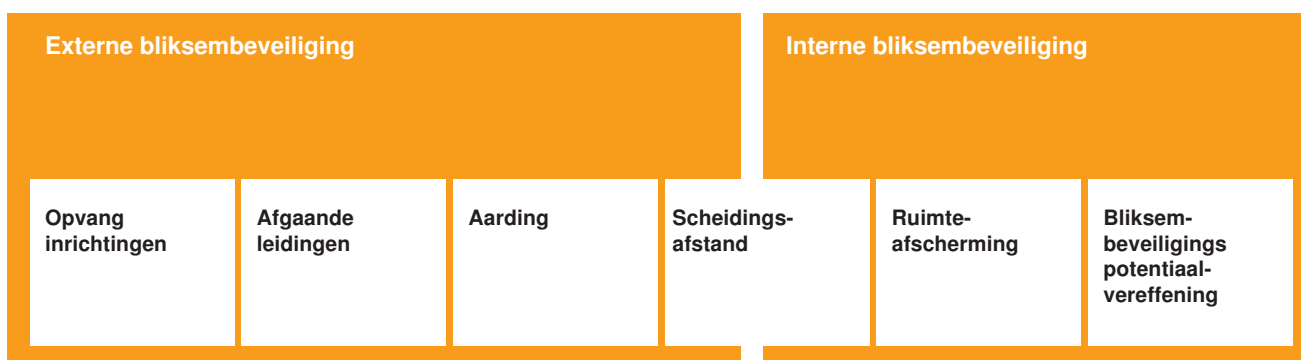 Externe bliksembeveiliging
Interne bliksembeveiliging
Opvang
inrichtingen
Afgaande
leidingen
Aarding
Scheidings-
afstand
Ruimte-
afscherming
Bliksem-
beveiligings
potentiaal-
vereffening